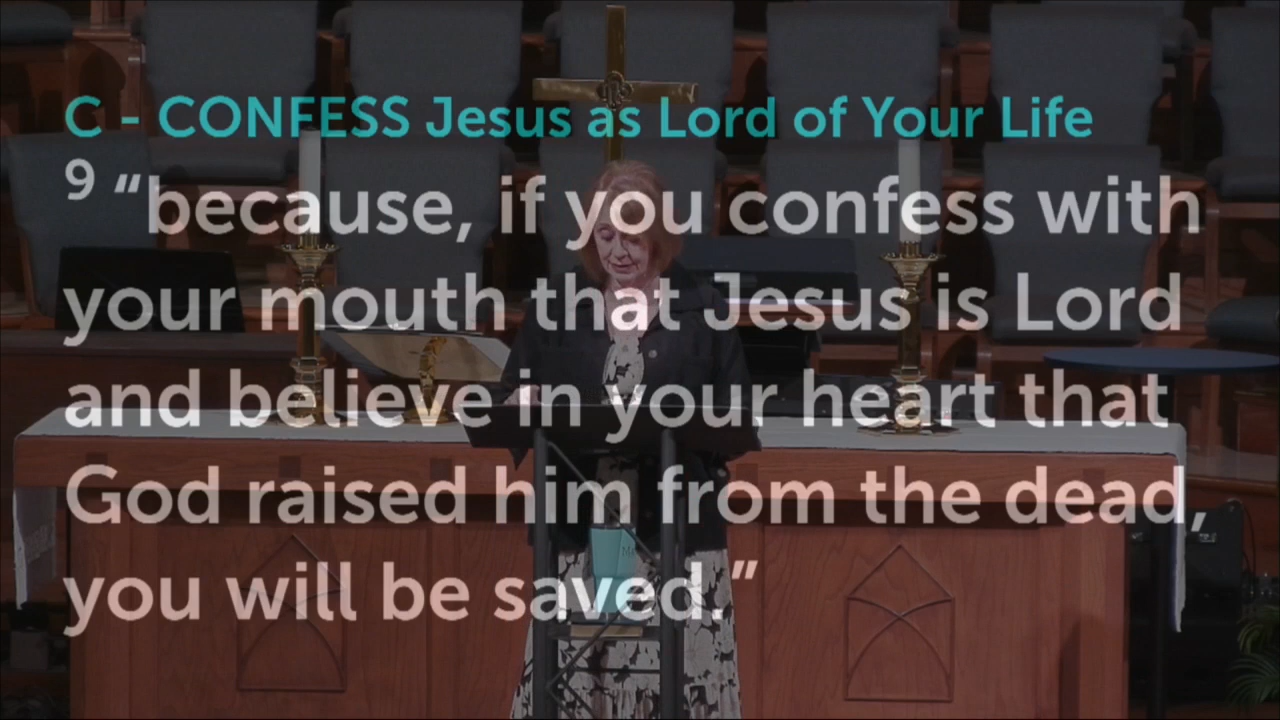 C - CONFESS Jesus as Lord of Your Life
9 “because, if you confess with
your mouth that Jesus is Lord
and believe in your heart that
God raised him from the dead,
you will be saved.”